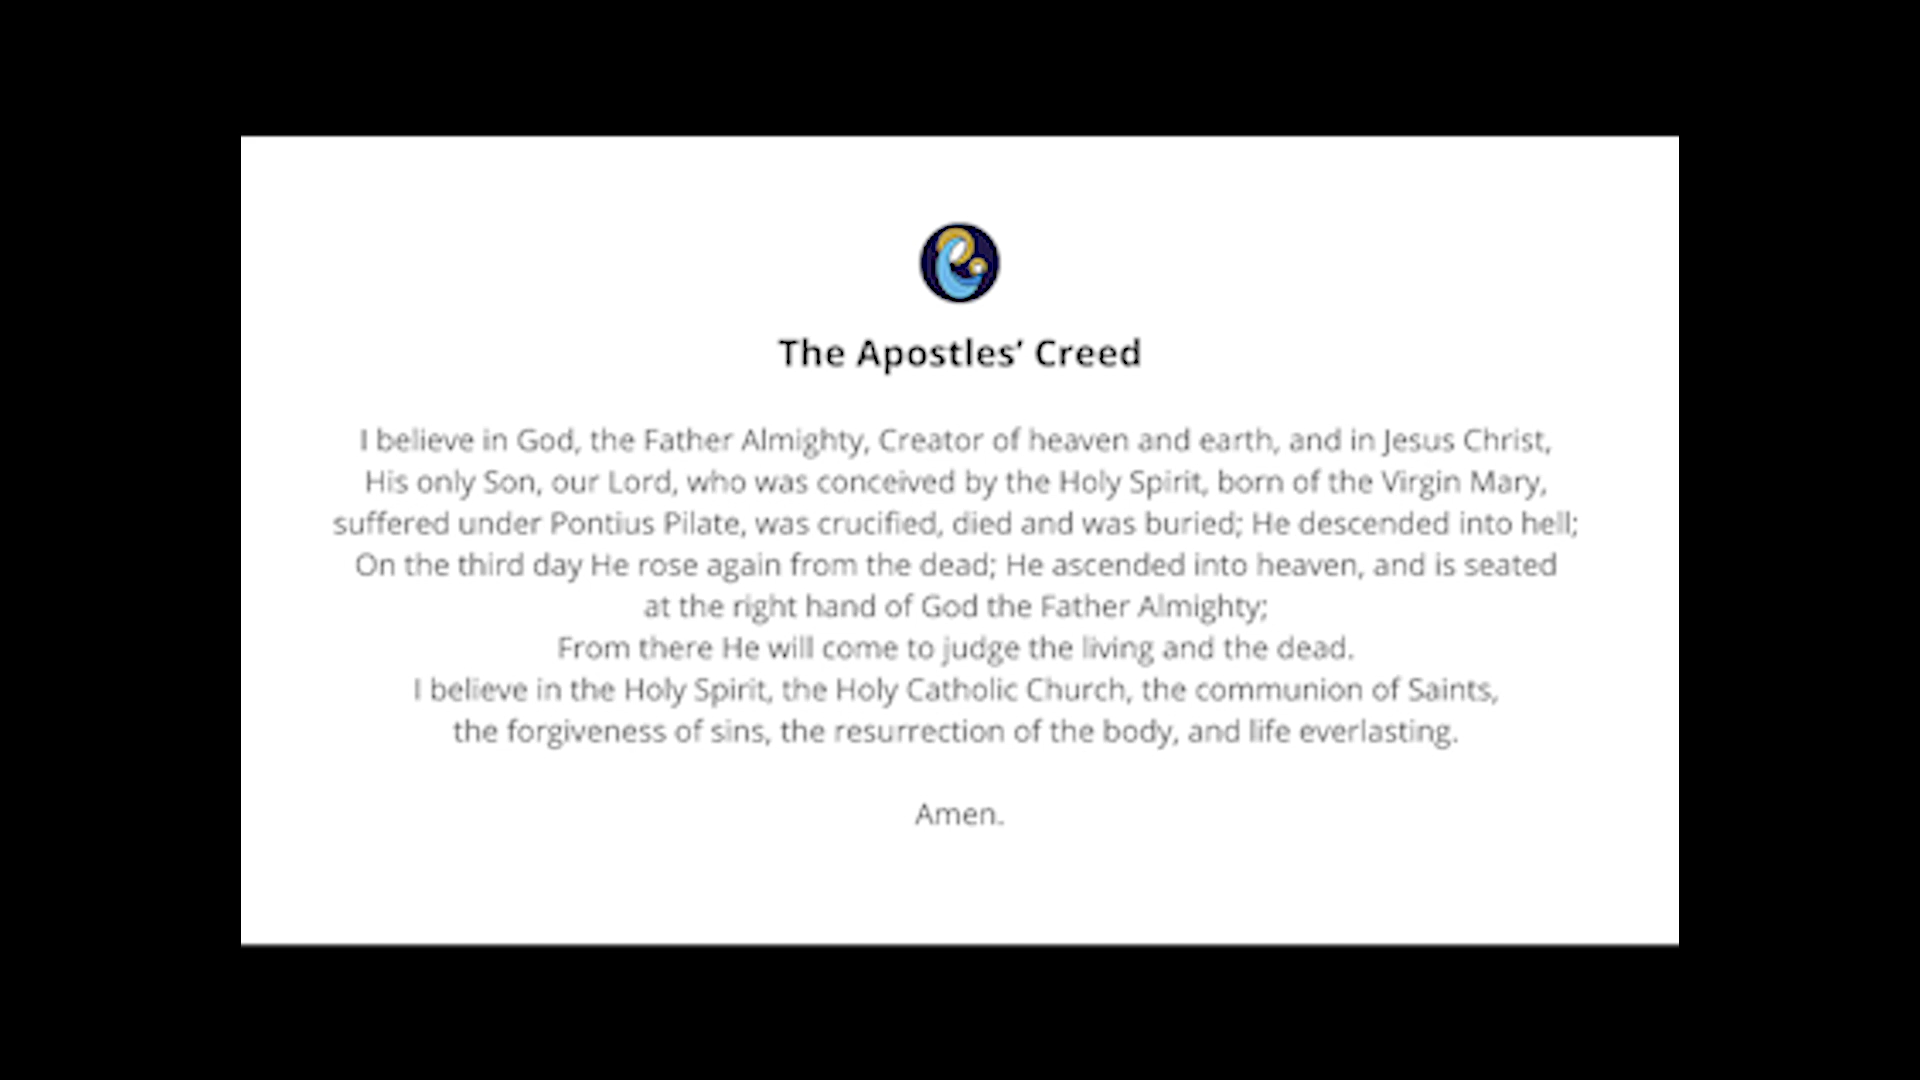 The Apostles’ Creed
I believe in God, the Father Almighty, Creator of heaven and earth, and in Jesus Christ,
His only Son, our Lord, who was conceived by the Holy Spirit, born of the Virgin Mary,
suffered under Pontius Pilate, was crucified, died and was buried; He descended into hell;
On the third day He rose again from the dead; He ascended into heaven, and is seated
at the right hand of God the Father Almighty;
From there He will come to judge the living and the dead.
I believe in the Holy Spirit, the Holy Catholic Church, the communion of Saints,
the forgiveness of sins, the resurrection of the body, and life everlasting.
Amen.